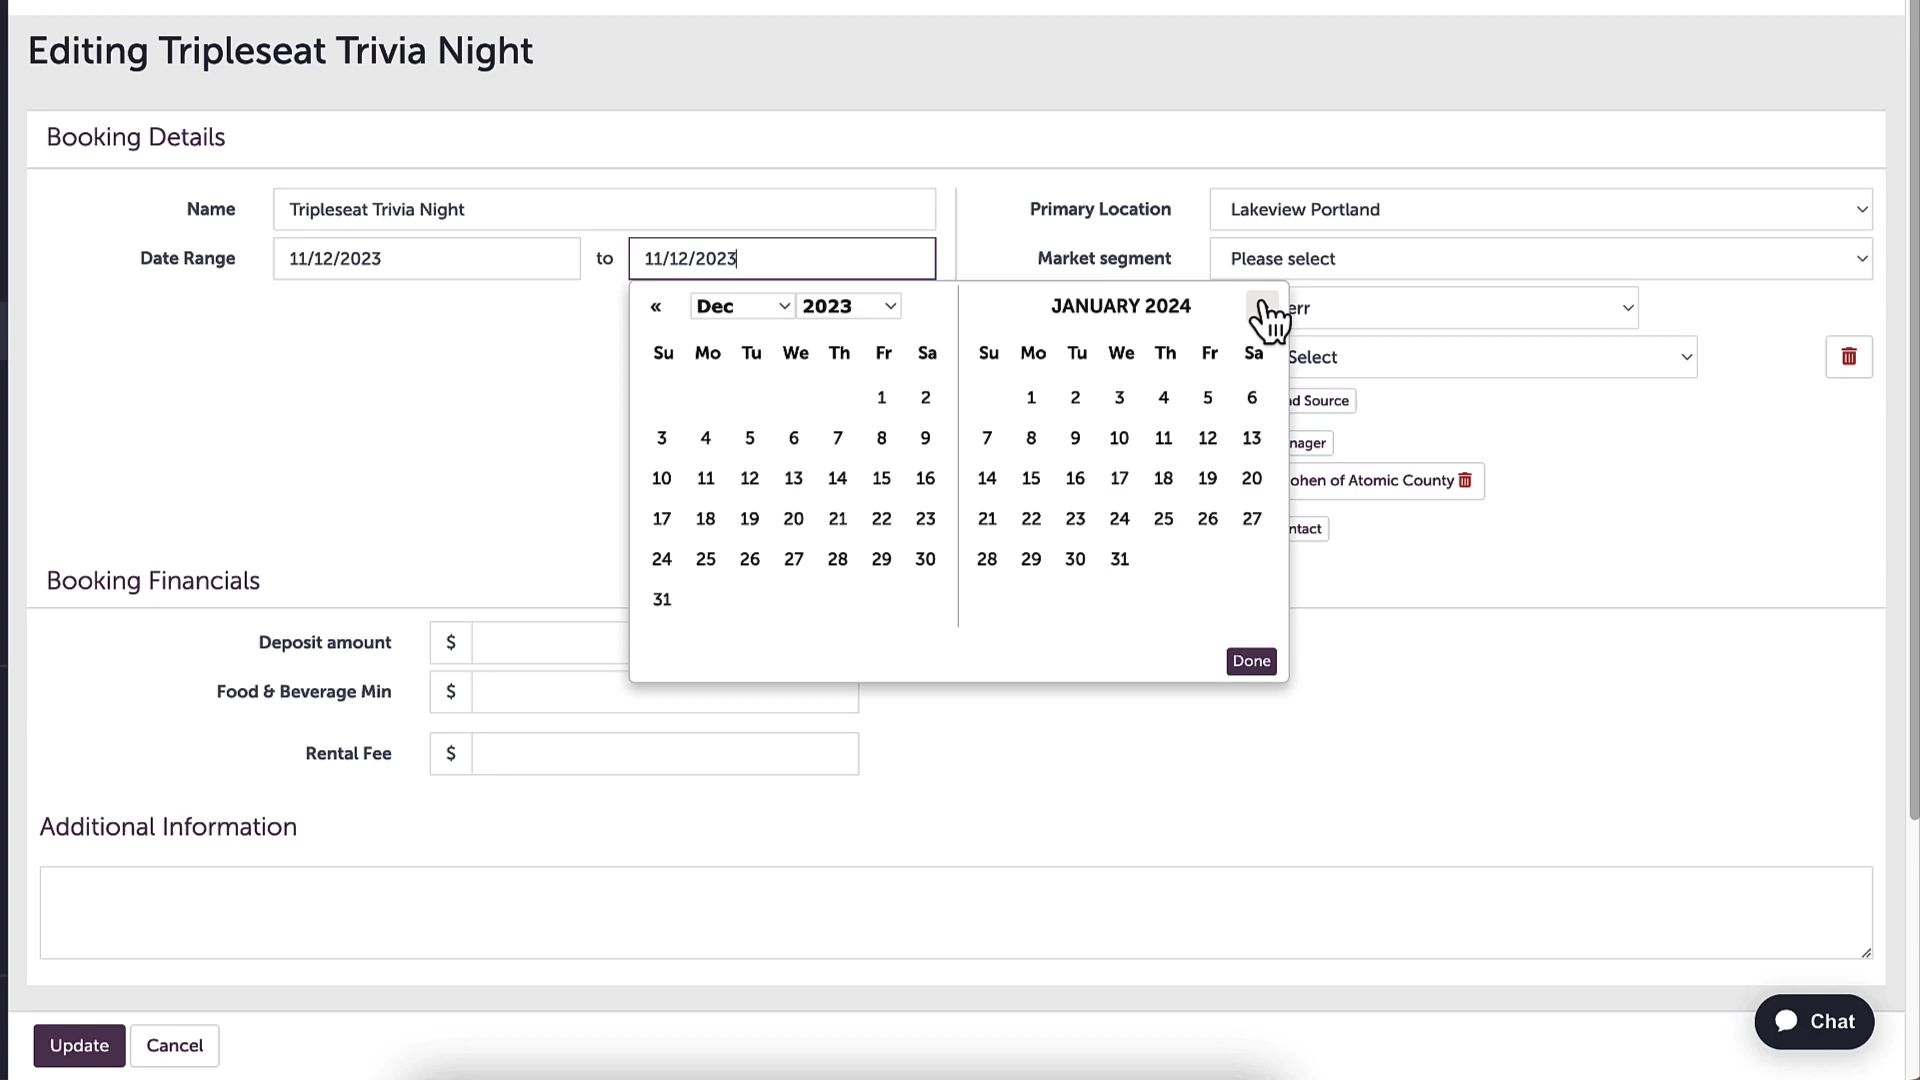 Editing Tripleseat Trivia Night
Booking Details
Name
Tripleseat Trivia Night
Date Range
11/12/2023
to
11/12/2023
Primary Location
Lakeview Portland
Market segment
Please select
«
Dec
2023
Su Mo Tu We Th Fr Sa
1 2
3 4 5 6 7 8 9
10 11 12 13 14 15 16
17 18 19 20 21 22 23
24 25 26 27 28 29 30
31
JANUARY 2024
Su Mo Tu We Th Fr Sa
1 2 3 4 5 6
7 8 9 10 11 12 13
14 15 16 17 18 19 20
21 22 23 24 25 26 27
28 29 30 31
Done
Select
Source
of Atomic County
Booking Financials
Deposit amount
$
Food & Beverage Min
$
Rental Fee
$
Additional Information
Update
Cancel
Chat